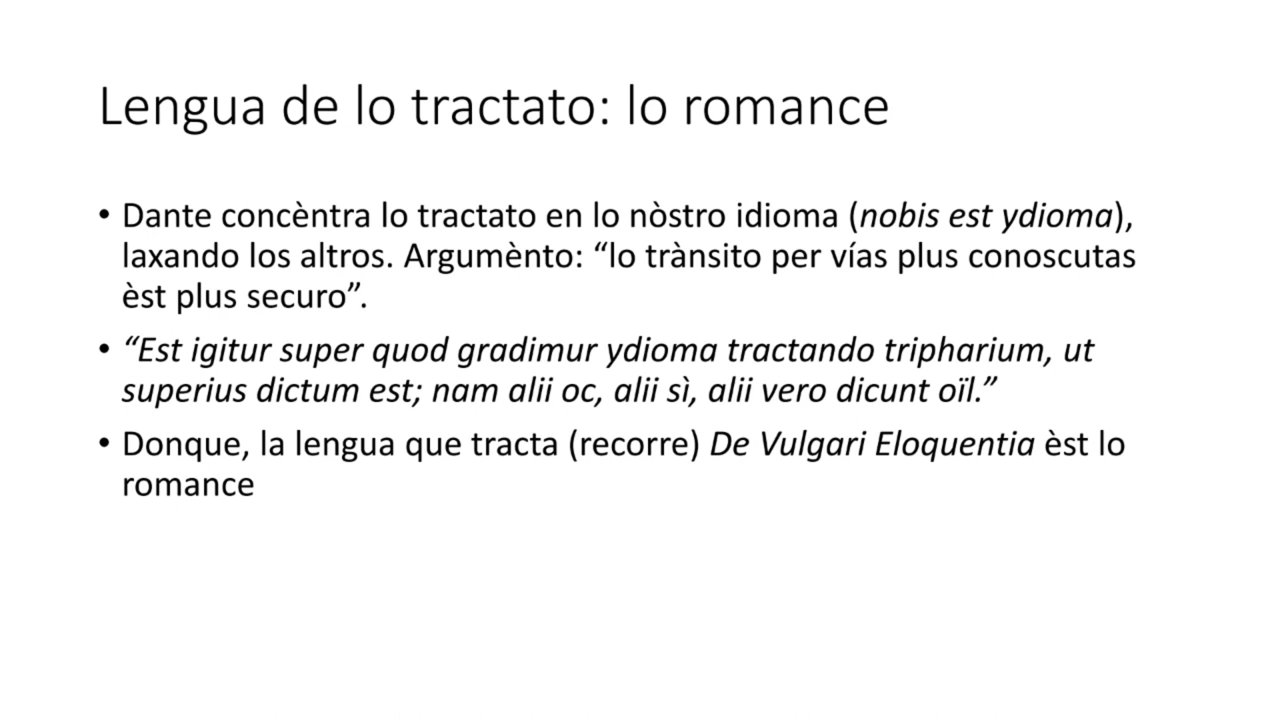 Lengua de lo tractato: lo romance
• Dante concèntra lo tractato en lo nòstro idioma (nobis est ydioma),
laxando los altros. Argumènto: “lo trànsito per vías plus conoscutas
èst plus securo”.
• “Est igitur super quod gradimur ydioma tractando tripharium, ut
superius dictum est; nam alii oc, alii sì, alii vero dicunt oïl.”
• Donque, la lengua que tracta (recorre) De Vulgari Eloquentia èst lo
romance